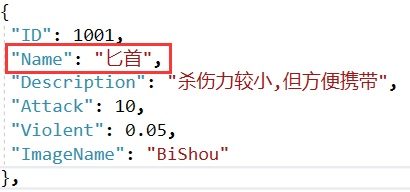 {
"ID": 1001,
"Name": "匕首",
"Description": "杀伤力较小,但方便携带",
"Attack": 10,
"Violent": 0.05,
"ImageName": "BiShou"
},